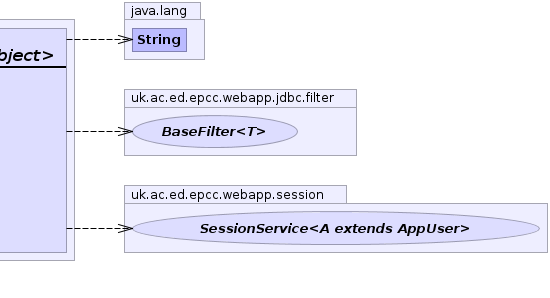 java.lang
String
bject>
uk.ac.ed.epcc.webapp.jdbc.filter
BaseFilter<T>
uk.ac.ed.epcc.webapp.session
SessionService<A extends AppUser>